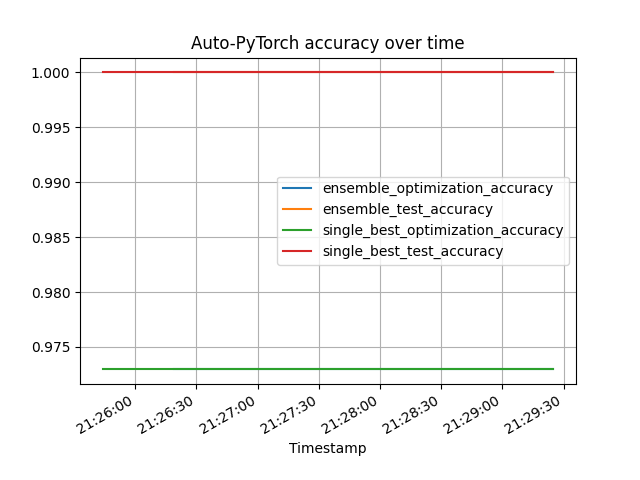 Auto-PyTorch accuracy over time
1.000
0.995
0.990
0.985
0.980
0.975
ensemble_optimization_accuracy
ensemble_test_accuracy
single_best_optimization_accuracy
single_best_test_accuracy
21:26:00
21:26:30
21:27:00
21:27:30
21:28:00
21:28:30
21:29:00
21:29:30
Timestamp